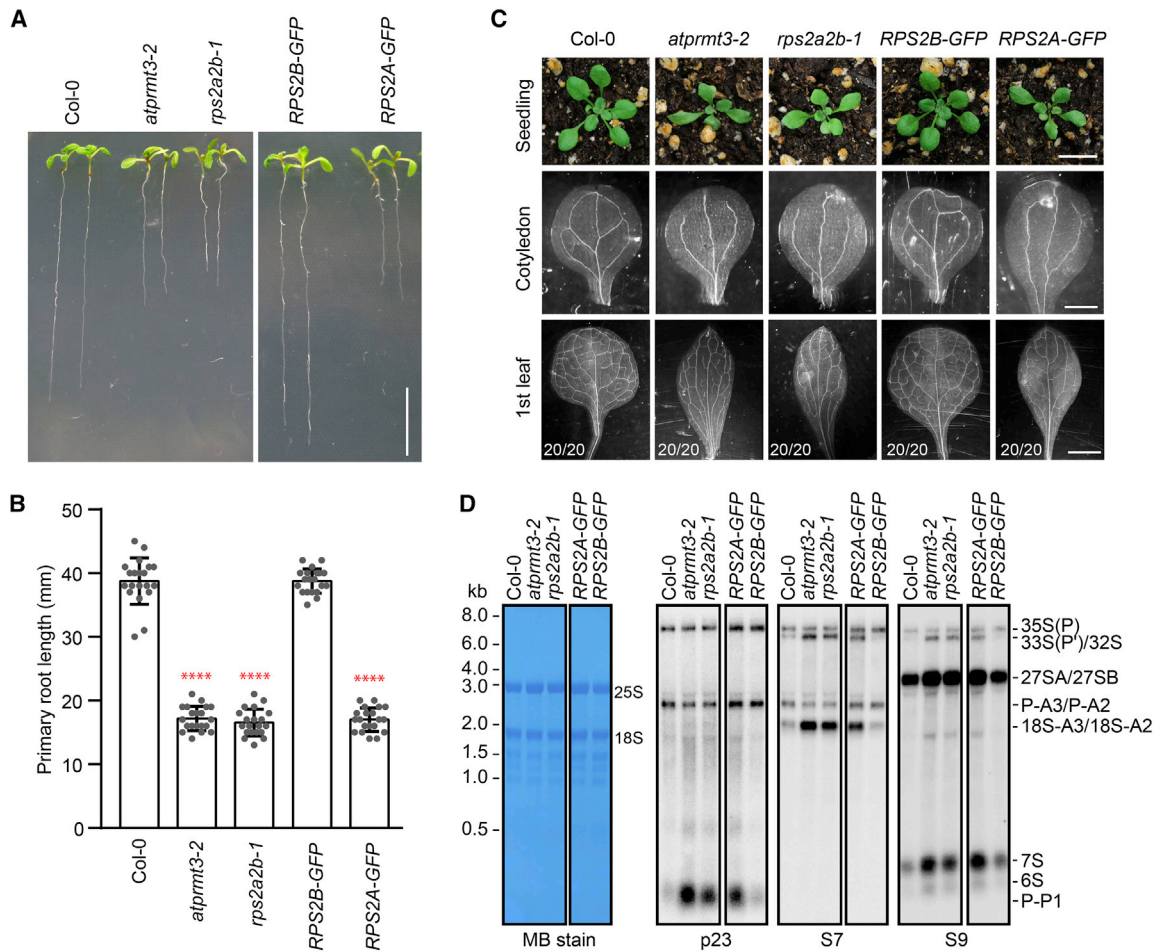 A
Col-0
atprmt3-2
rps2a2b-1
RPS2B-GFP
RPS2A-GFP
B
Primary root length (mm)
50
40
30
20
10
0
****
****
****
Col-0
atprmt3-2
rps2a2b-1
RPS2B-GFP
RPS2A-GFP
C
Col-0 atprmt3-2 rps2a2b-1 RPS2B-GFP RPS2A-GFP
Seedling
Cotyledon
1st leaf
20/20 20/20 20/20 20/20 20/20
D
Col-0
atprmt3-2
rps2a2b-1
RPS2A-GFP
RPS2B-GFP
Col-0
atprmt3-2
rps2a2b-1
RPS2A-GFP
RPS2B-GFP
Col-0
atprmt3-2
rps2a2b-1
RPS2A-GFP
RPS2B-GFP
Col-0
atprmt3-2
rps2a2b-1
RPS2A-GFP
RPS2B-GFP
kb
8.0
6.0
4.0
3.0
2.0
1.5
1.0
0.5
25S
18S
35S(P)
33S(P')/32S
27SA/27SB
P-A3/P-A2
18S-A3/18S-A2
7S
6S
P-P1
MB stain p23 S7 S9